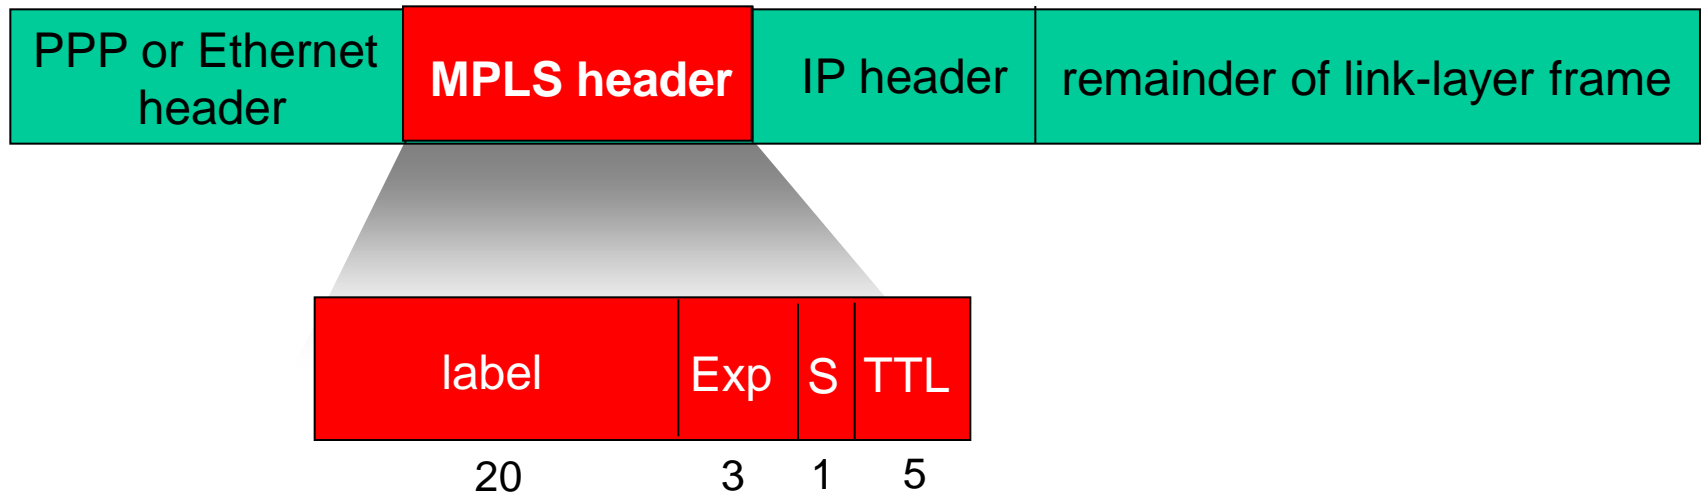 PPP or Ethernet
header
MPLS header
IP header
remainder of link-layer frame
label
Exp
S
TTL
20
3
1
5